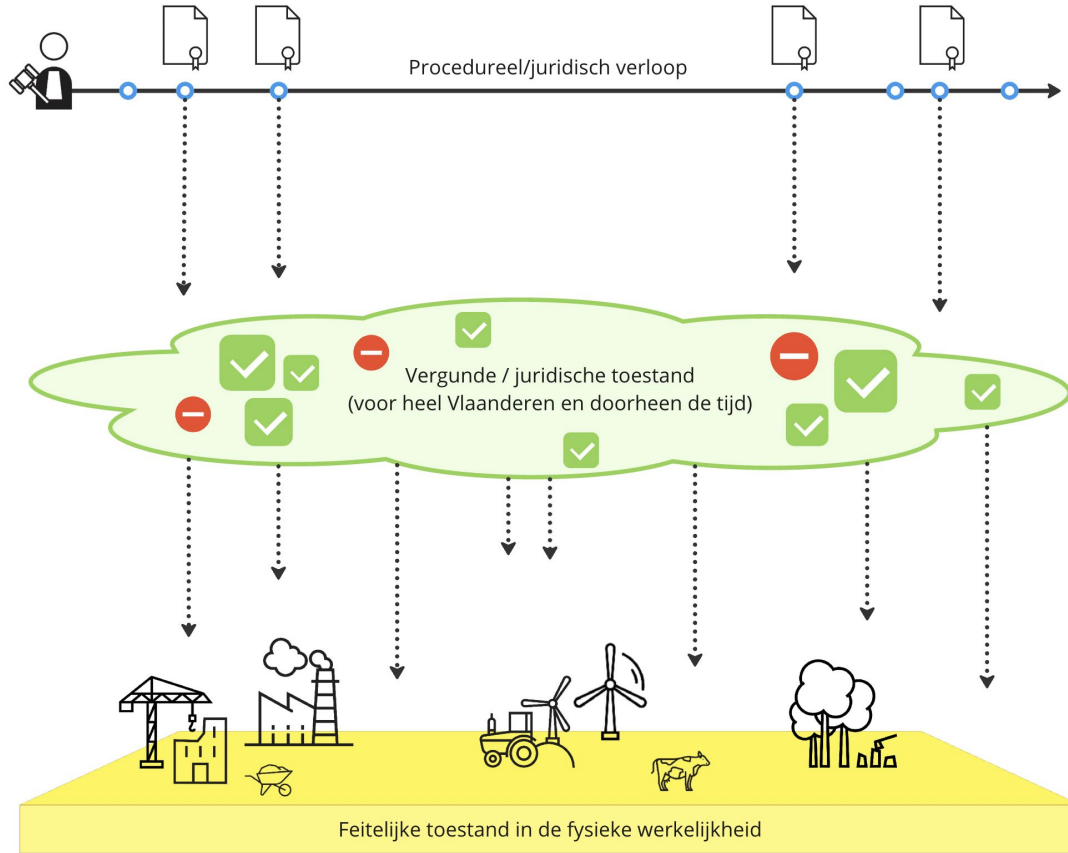 Procedureel/juridisch verloop
Vergunde / juridische toestand
(voor heel Vlaanderen en doorheen de tijd)
Feitelijke toestand in de fysieke werkelijkheid